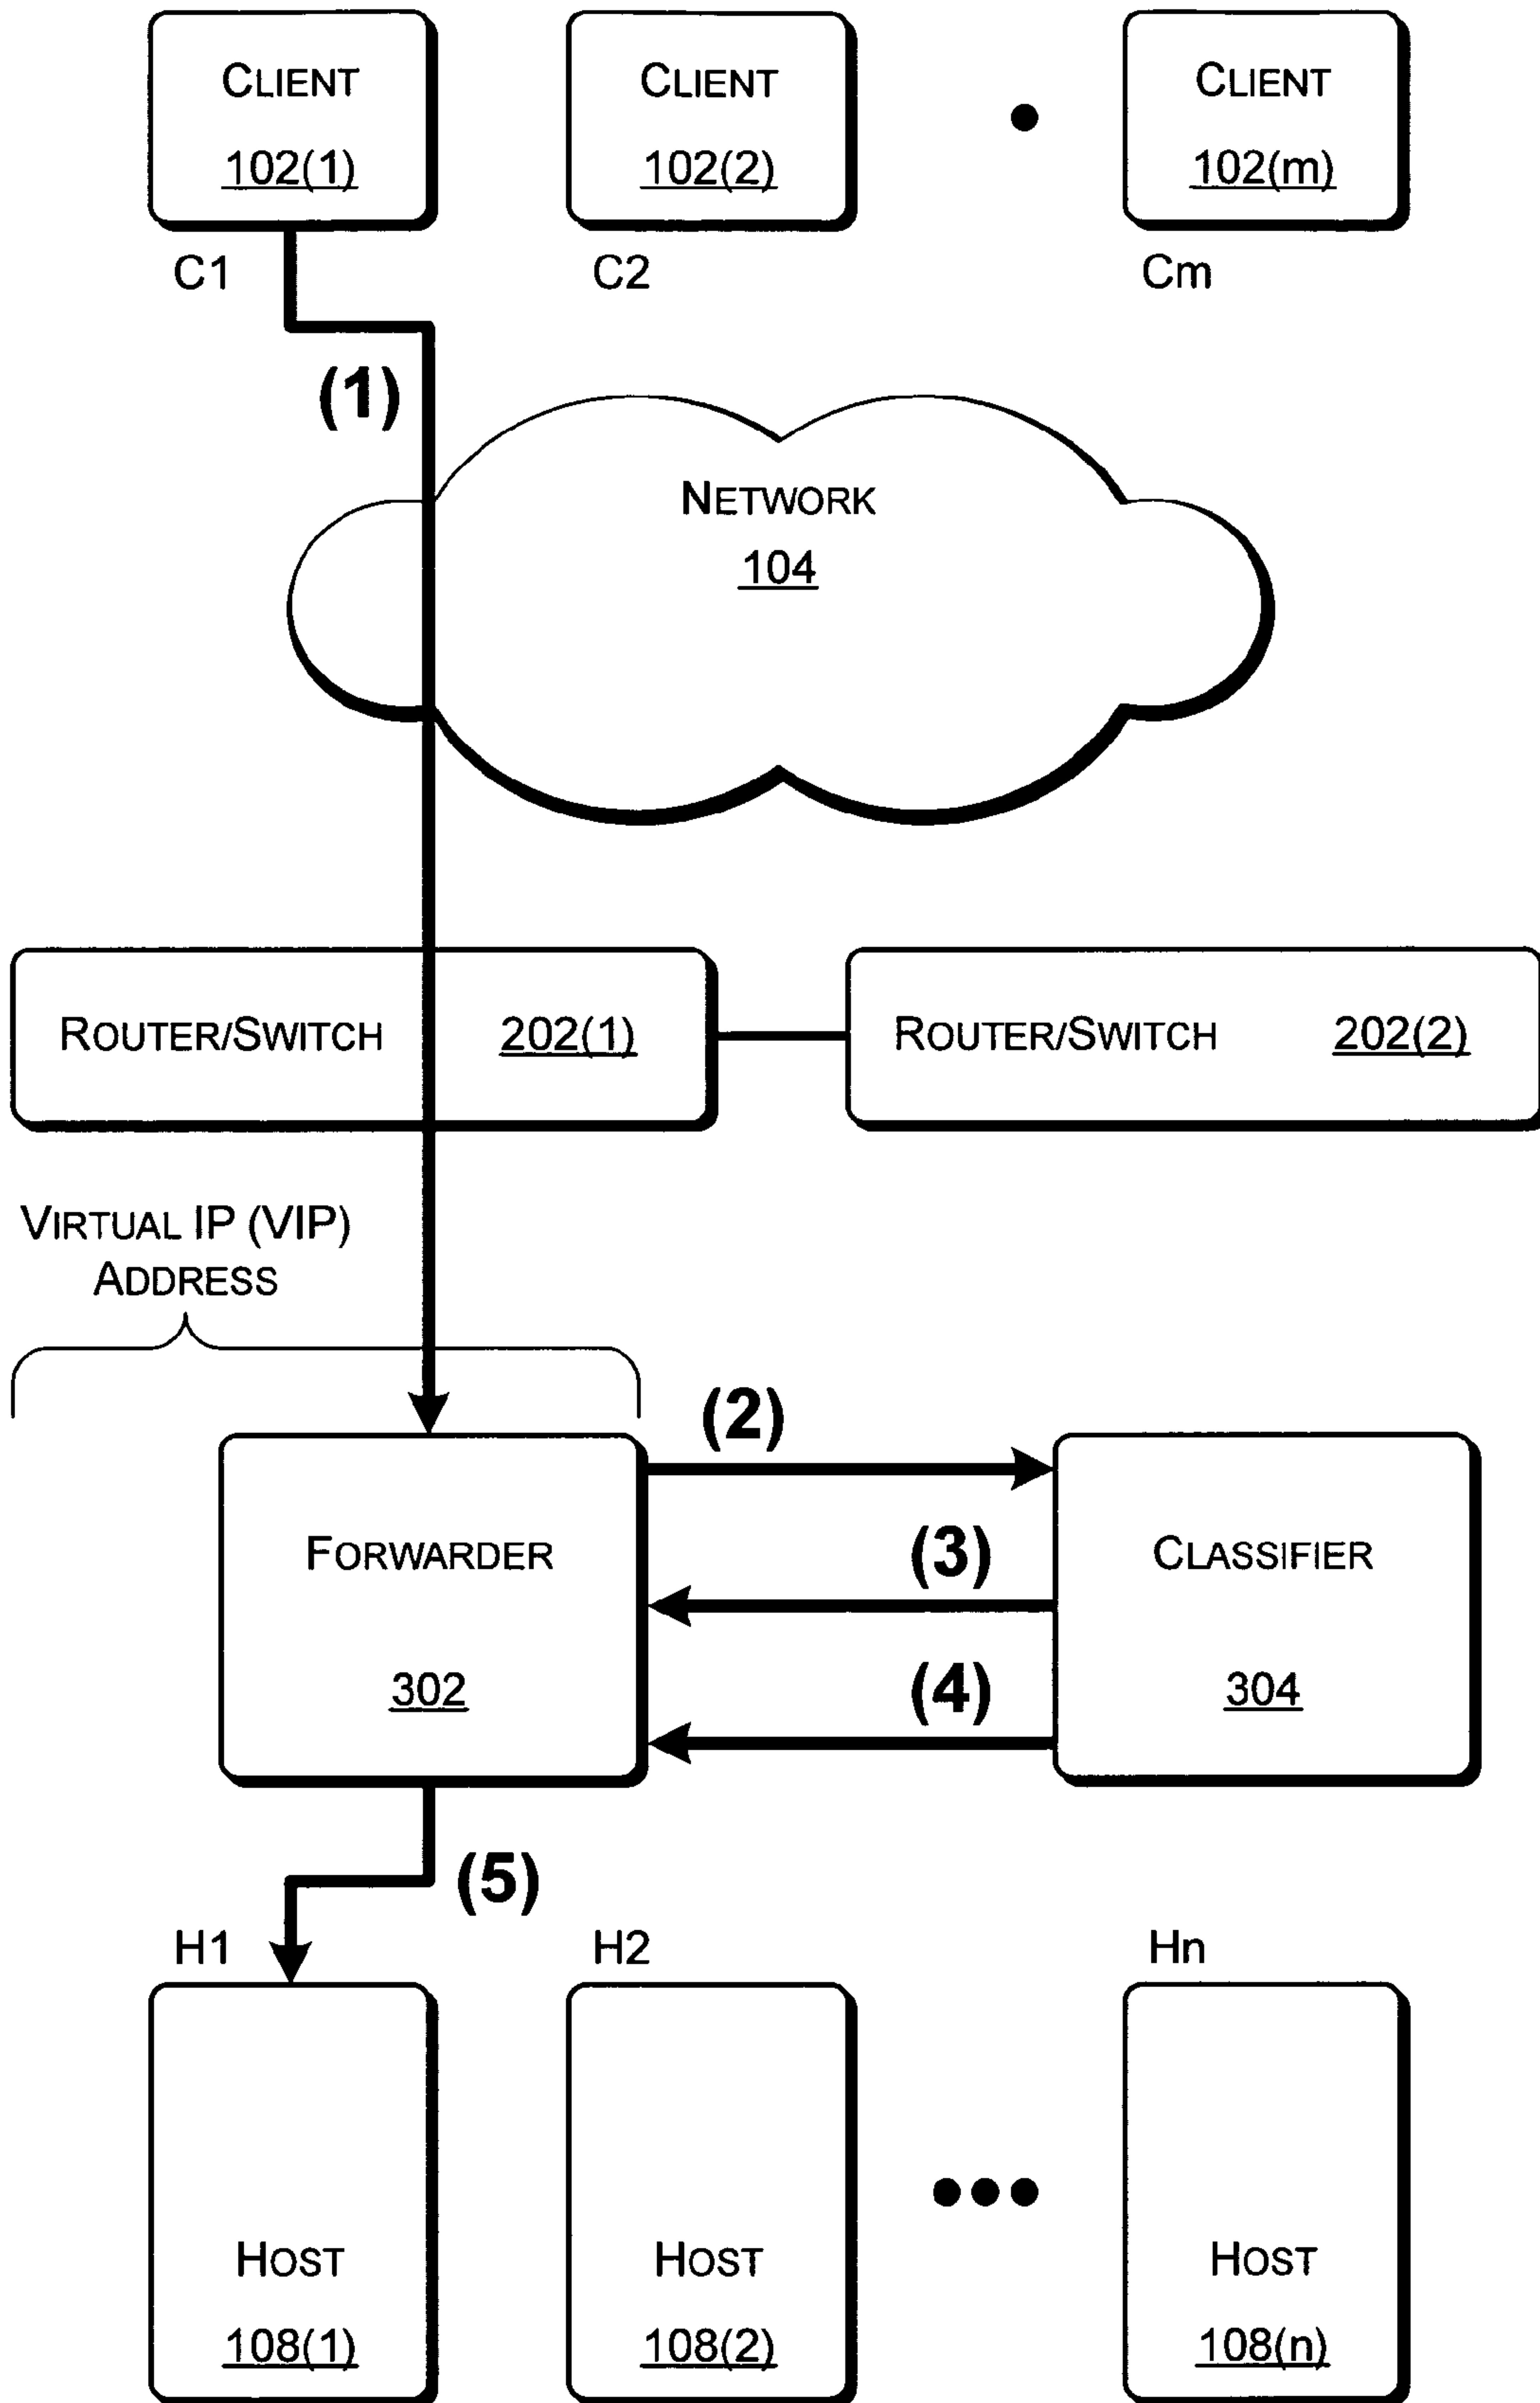 CLIENT
102(1)
CLIENT
102(2)
CLIENT
102(m)
C1
C2
Cm
(1)
NETWORK
104
ROUTER/SWITCH 202(1)
ROUTER/SWITCH 202(2)
VIRTUAL IP (VIP)
ADDRESS
(2)
FORWARDER
302
(3)
(4)
CLASSIFIER
304
(5)
H1
H2
Hn
HOST
108(1)
HOST
108(2)
HOST
108(n)